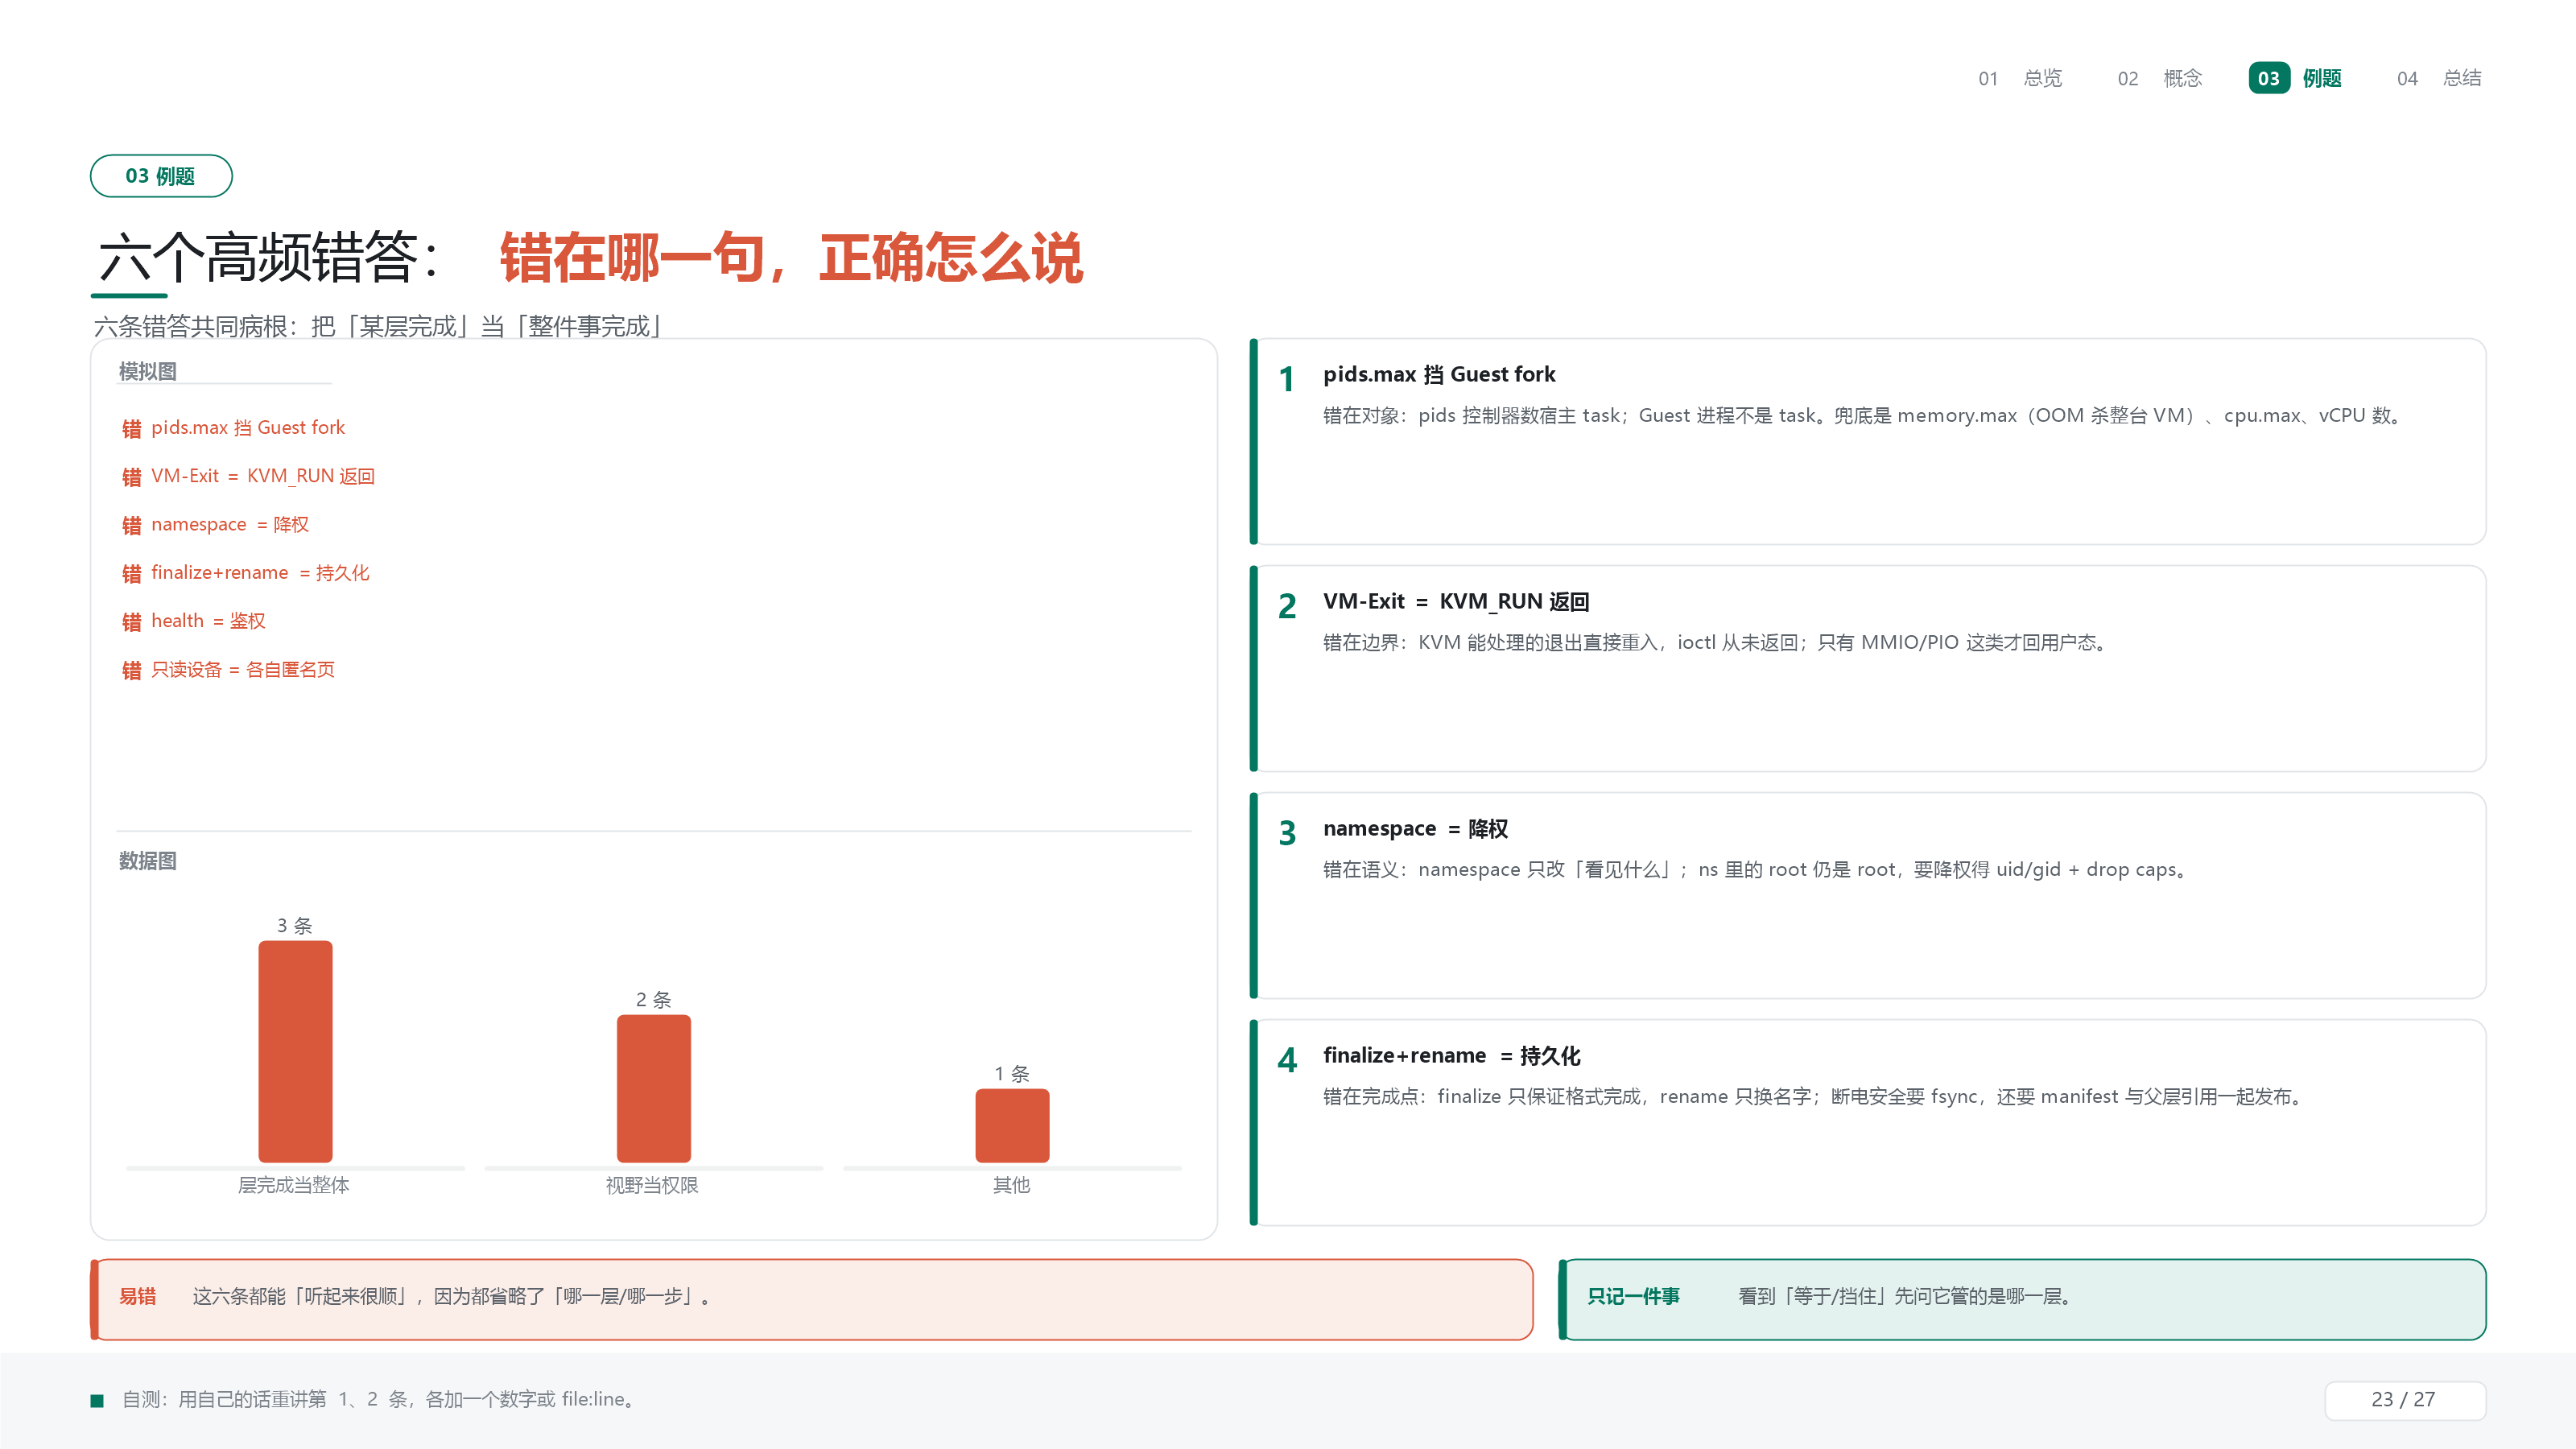 01 总览 02 概念 03 例题 04 总结
03 例题
六个高频错答： 错在哪一句，正确怎么说
六条错答共同病根：把「某层完成」当「整件事完成」
模拟图
错 pids.max 挡 Guest fork
错 VM-Exit = KVM_RUN 返回
错 namespace = 降权
错 finalize+rename = 持久化
错 health = 鉴权
错 只读设备 = 各自匿名页
数据图
3 条
2 条
1 条
层完成当整体
视野当权限
其他
1 pids.max 挡 Guest fork
错在对象：pids 控制器数宿主 task；Guest 进程不是 task。兜底是 memory.max（OOM 杀整台 VM）、cpu.max、vCPU 数。
2 VM-Exit = KVM_RUN 返回
错在边界：KVM 能处理的退出直接重入，ioctl 从未返回；只有 MMIO/PIO 这类才回用户态。
3 namespace = 降权
错在语义：namespace 只改「看见什么」；ns 里的 root 仍是 root，要降权得 uid/gid + drop caps。
4 finalize+rename = 持久化
错在完成点：finalize 只保证格式完成，rename 只换名字；断电安全要 fsync，还要 manifest 与父层引用一起发布。
易错 这六条都能「听起来很顺」，因为都省略了「哪一层/哪一步」。
只记一件事 看到「等于/挡住」先问它管的是哪一层。
自测：用自己的话重讲第 1、2 条，各加一个数字或 file:line。
23 / 27